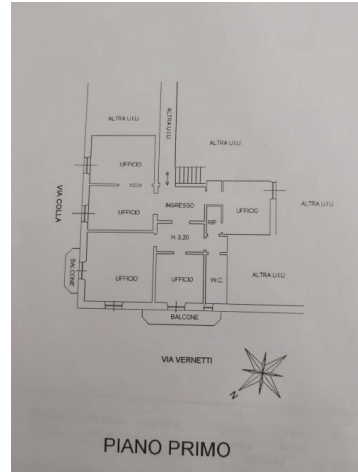 ALTRA U.I.U.
ALTRA U.I.U.
ALTRA U.I.U.
UFFICIO
ALTRA U.I.U.
VIA COLLA
UFFICIO
INGRESSO
RIP.
UFFICIO
H. 3.20
BALCONE
UFFICIO
UFFICIO
W.C.
ALTRA U.I.U.
BALCONE
VIA VERNETTI
N
PIANO PRIMO